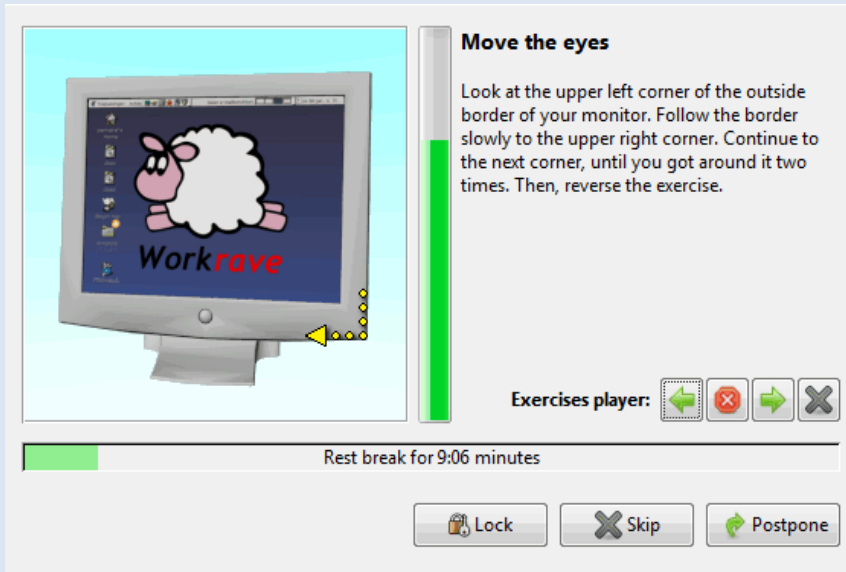 Workrave
Move the eyes
Look at the upper left corner of the outside
border of your monitor. Follow the border
slowly to the upper right corner. Continue to
the next corner, until you got around it two
times. Then, reverse the exercise.
Exercises player:
Rest break for 9:06 minutes
Lock
Skip
Postpone